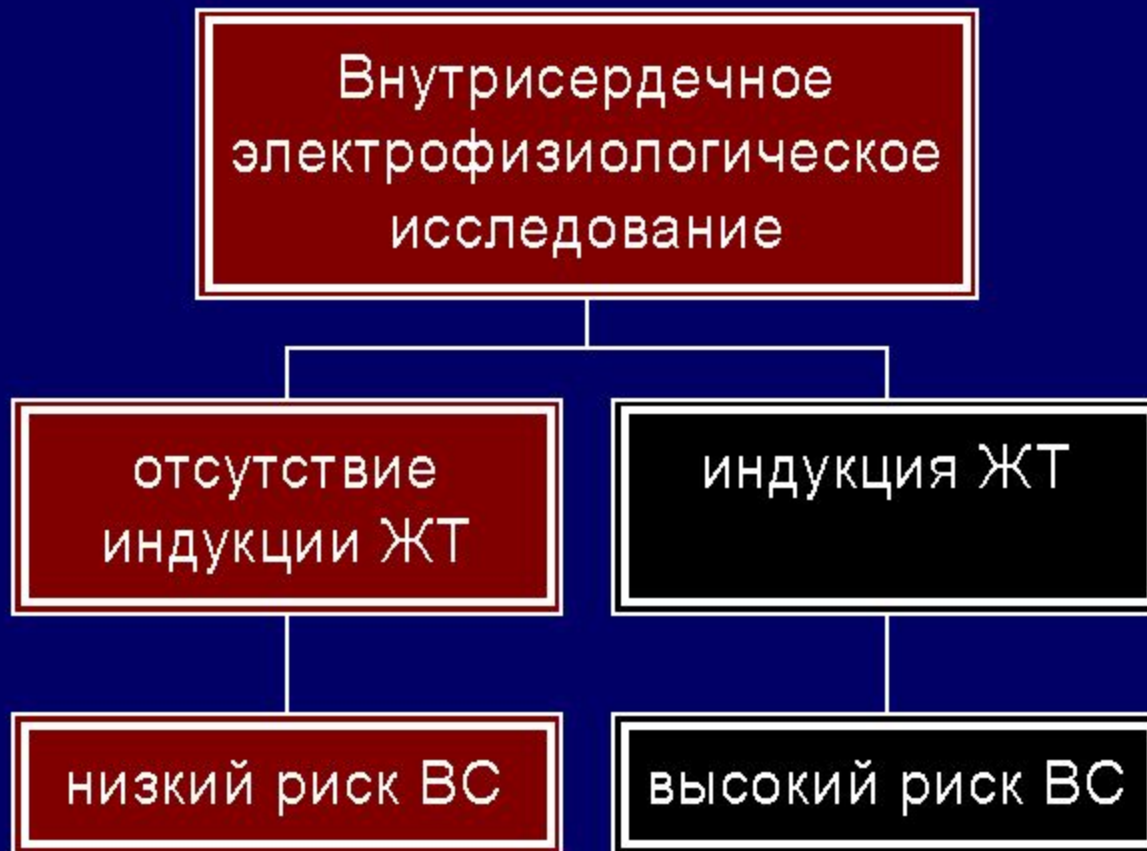 Внутрисердечное
электрофизиологическое
исследование
отсутствие
индукции ЖТ
индукция ЖТ
низкий риск ВС
высокий риск ВС